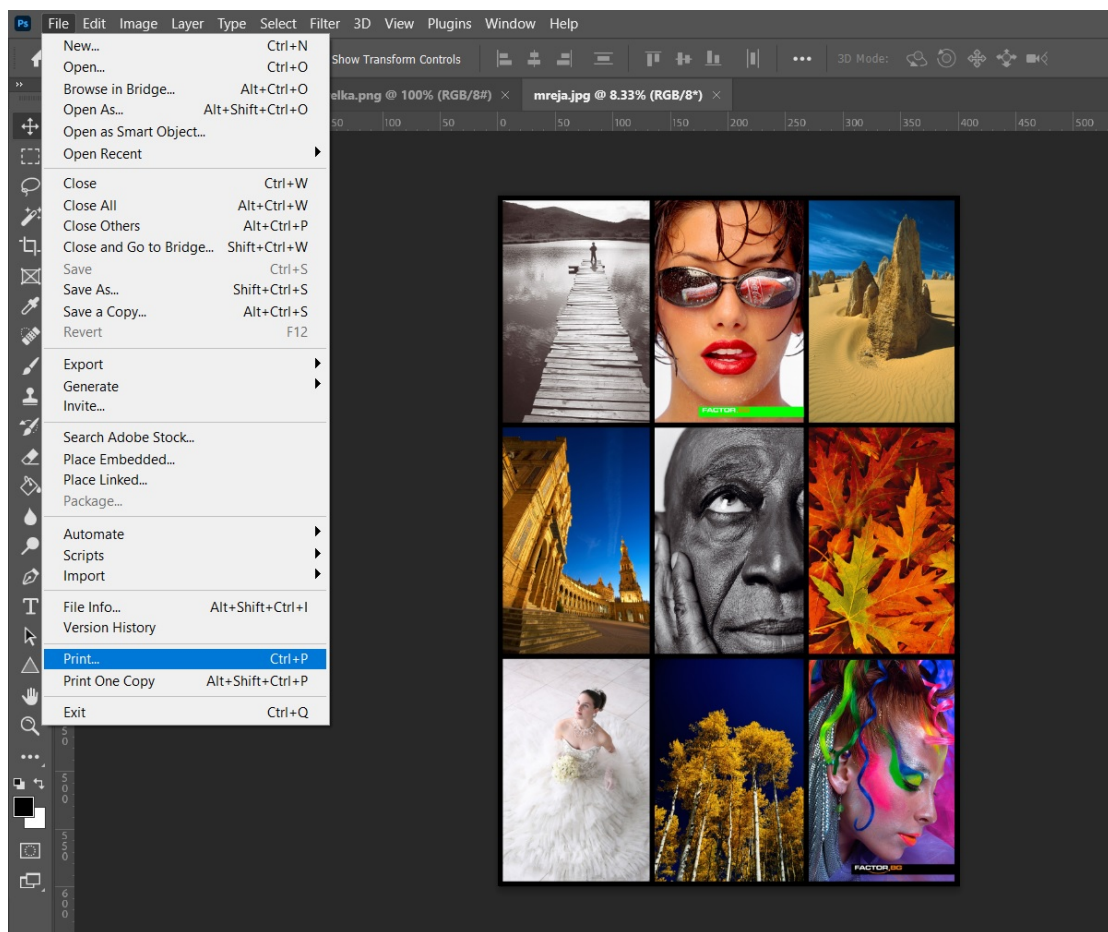 Ps File Edit Image Layer Type Select Filter 3D View Plugins Window Help
Show Transform Controls 3D Mode:
elka.png @ 100% (RGB/8#) × mreja.jpg @ 8.33% (RGB/8*) ×
50 100 50 0 50 100 150 200 250 300 350 400 450 500
New... Ctrl+N
Open... Ctrl+O
Browse in Bridge... Alt+Ctrl+O
Open As... Alt+Shift+Ctrl+O
Open as Smart Object...
Open Recent
Close Ctrl+W
Close All Alt+Ctrl+W
Close Others Alt+Ctrl+P
Close and Go to Bridge... Shift+Ctrl+W
Save Ctrl+S
Save As... Shift+Ctrl+S
Save a Copy... Alt+Ctrl+S
Revert F12
Export
Generate
Invite...
Search Adobe Stock...
Place Embedded...
Place Linked...
Package...
Automate
Scripts
Import
File Info... Alt+Shift+Ctrl+I
Version History
Print... Ctrl+P
Print One Copy Alt+Shift+Ctrl+P
Exit Ctrl+Q
50
500
550
600
FACTOR
FACTOR.BG